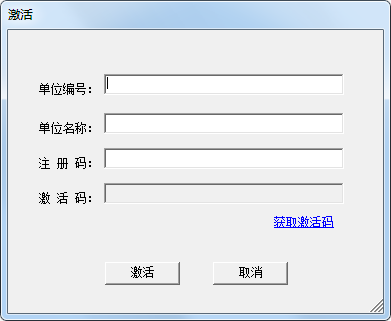 激活
单位编号：
单位名称：
注 册 码：
激 活 码：
获取激活码
激活 取消